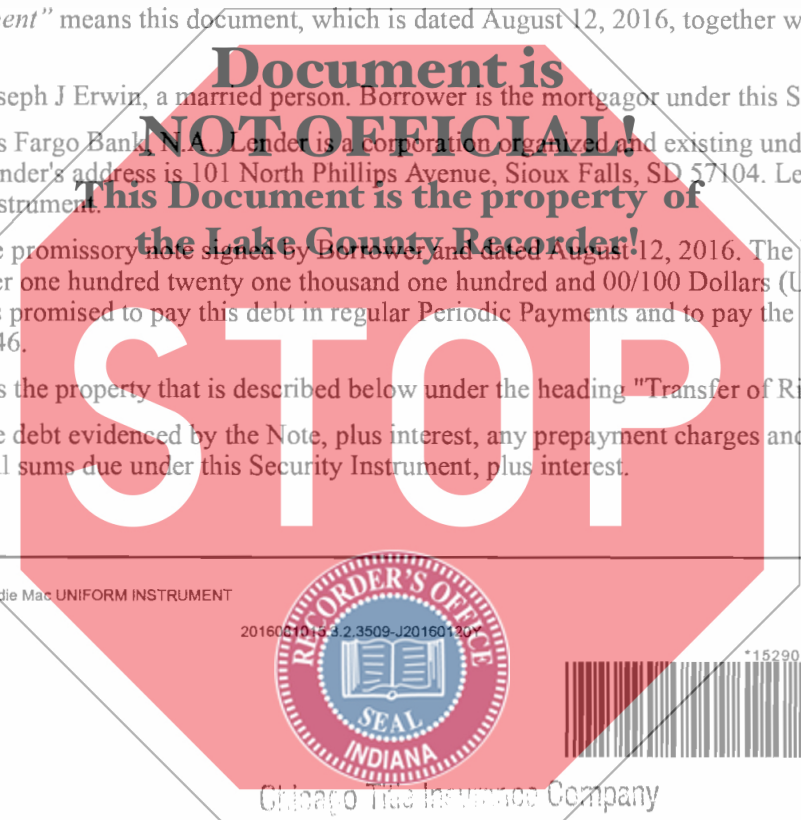 ent” means this document, which is dated August 12, 2016, together w
Document is
seph J Erwin, a married person. Borrower is the mortgagor under this S
NOT OFFICIAL!
s Fargo Bank, N.A.. Lender is a corporation organized and existing und
nder's address is 101 North Phillips Avenue, Sioux Falls, SD 57104. Le
This Document is the property of
strument.
the Lake County Recorder!
e promissory note signed by Borrower and dated August 12, 2016. The
er one hundred twenty one thousand one hundred and 00/100 Dollars (U
s promised to pay this debt in regular Periodic Payments and to pay the
46.
STOP
s the property that is described below under the heading "Transfer of Ri
e debt evidenced by the Note, plus interest, any prepayment charges and
l sums due under this Security Instrument, plus interest.
die Mac UNIFORM INSTRUMENT
RECORDER'S OFFICE
SEAL
INDIANA
*15290
Chicago Title Insurance Company